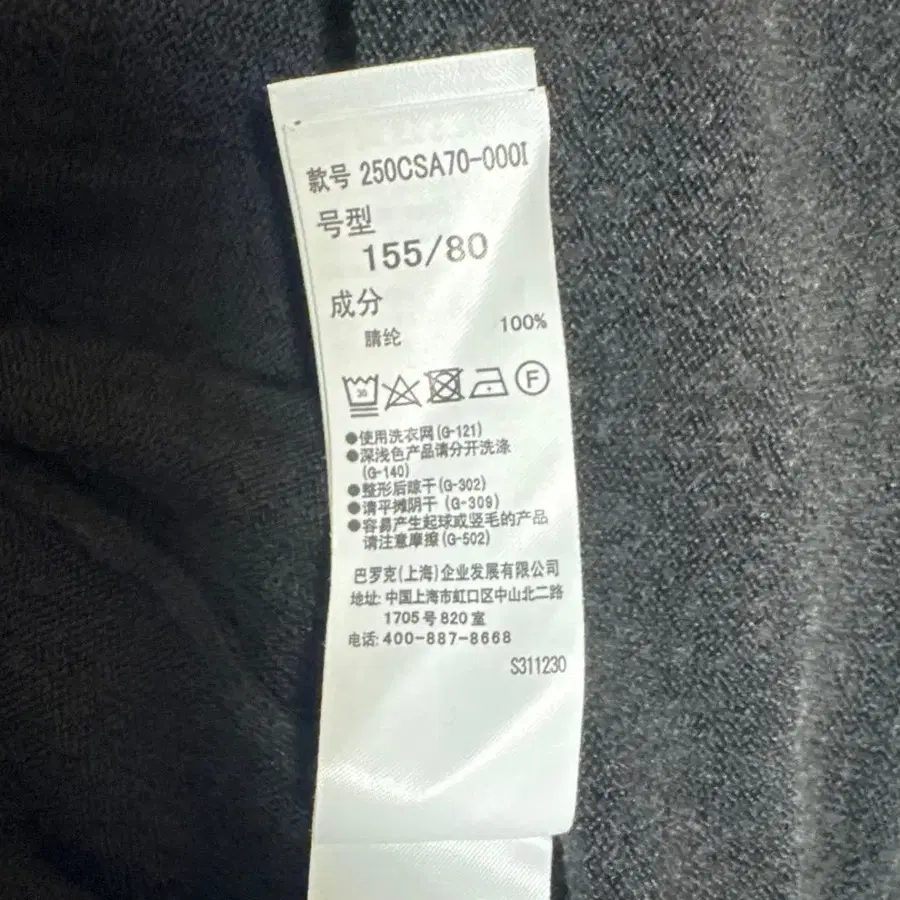 款号 250CSA70-000I
号型
155/80
成分
腈纶 100%
30
F
●使用洗衣网(G-121)
●深浅色产品请分开洗涤
(G-140)
●整形后晾干(G-302)
●请平摊阴干 (G-309)
●容易产生起球或竖毛的产品
请注意摩擦(G-502)
巴罗克(上海)企业发展有限公司
地址: 中国上海市虹口区中山北二路
1705号820室
电话: 400-887-8668
S311230